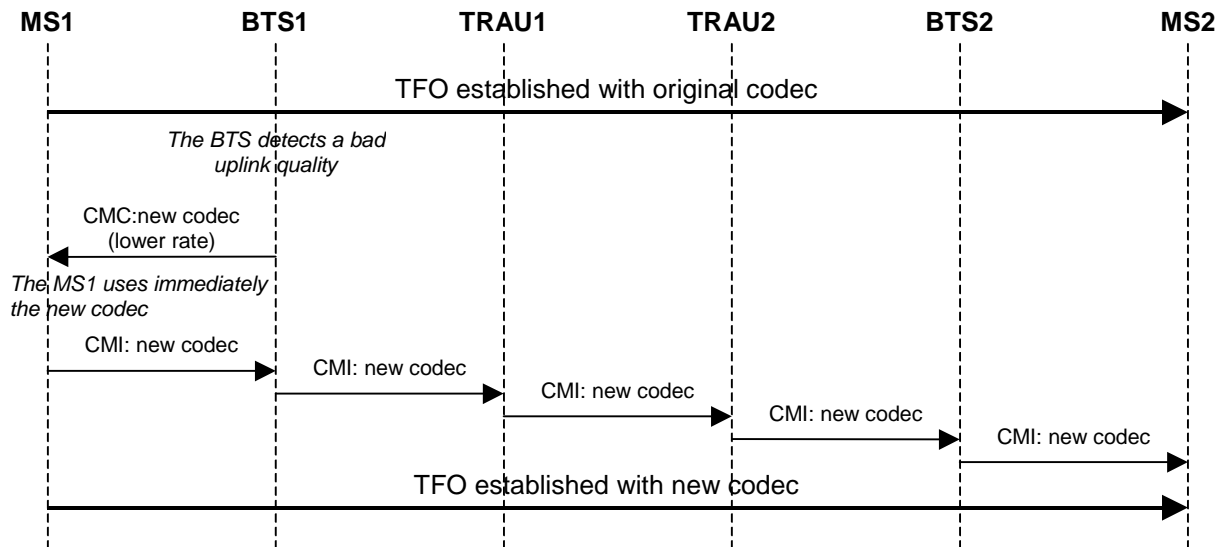 MS1 BTS1 TRAU1 TRAU2 BTS2 MS2
TFO established with original codec
The BTS detects a bad
uplink quality
CMC:new codec
(lower rate)
The MS1 uses immediately
the new codec
CMI: new codec
CMI: new codec
CMI: new codec
CMI: new codec
CMI: new codec
TFO established with new codec